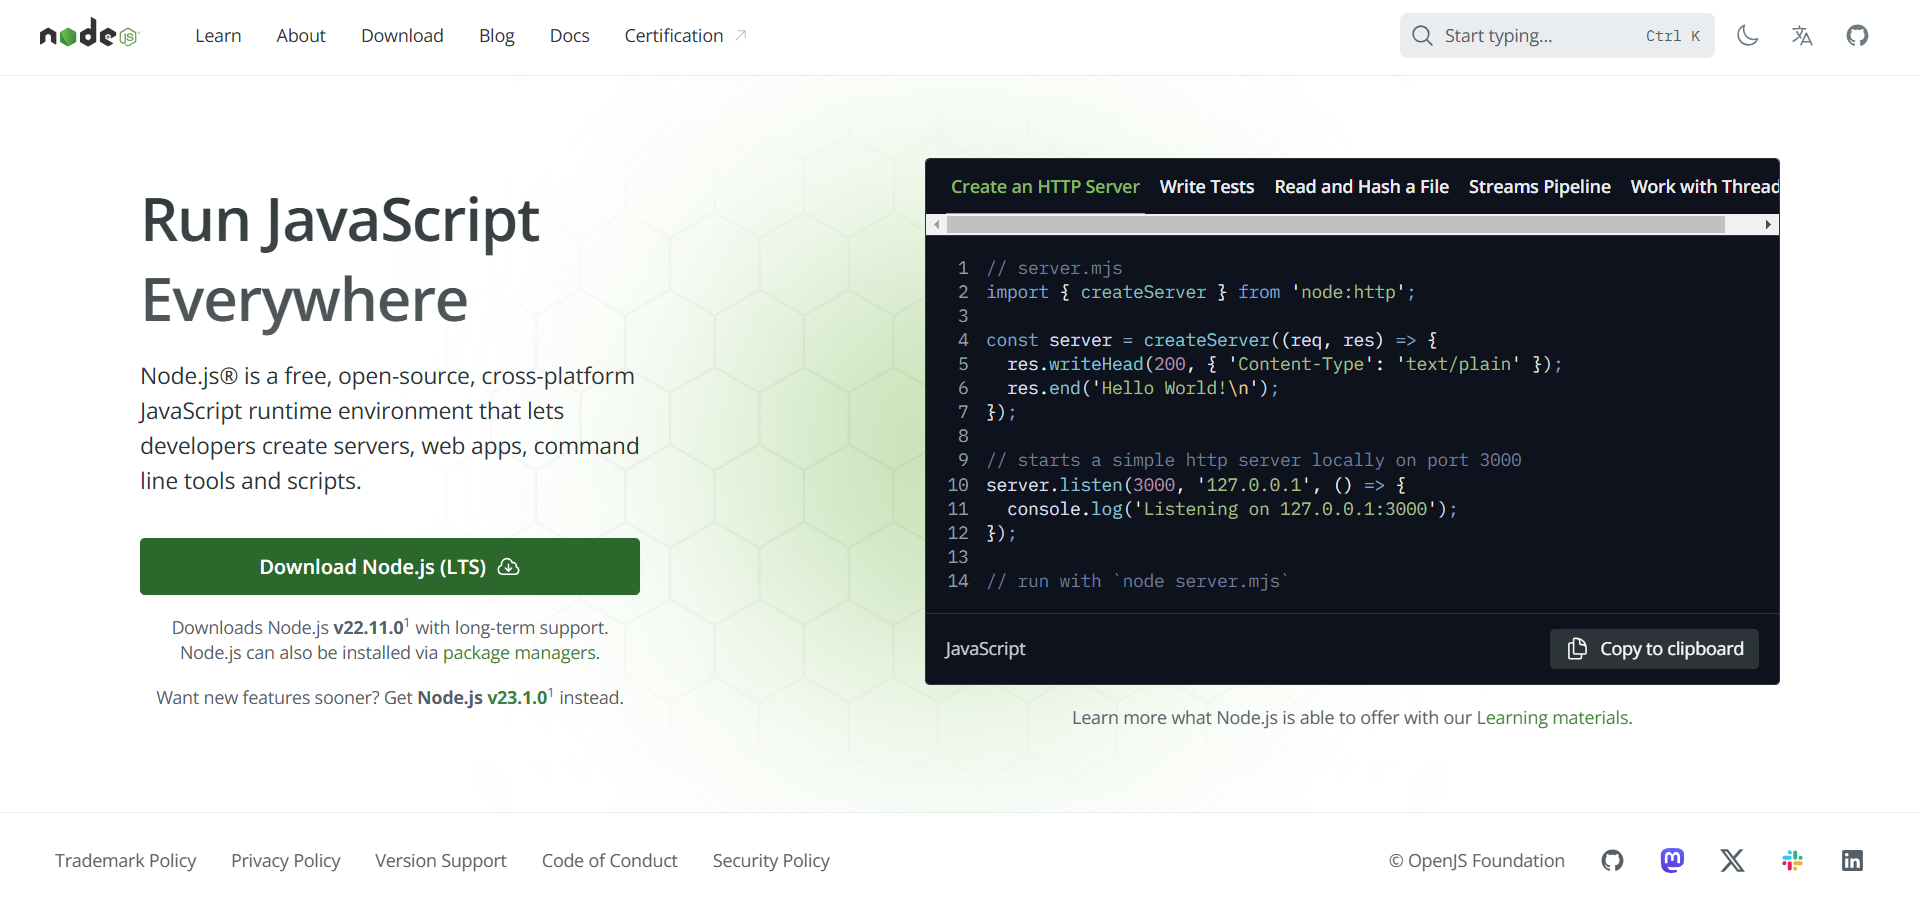 node JS
Learn
About
Download
Blog
Docs
Certification
Start typing...
Ctrl K
Run JavaScript
Everywhere
Node.js® is a free, open-source, cross-platform
JavaScript runtime environment that lets
developers create servers, web apps, command
line tools and scripts.
Download Node.js (LTS)
Downloads Node.js v22.11.0¹ with long-term support.
Node.js can also be installed via package managers.
Want new features sooner? Get Node.js v23.1.0¹ instead.
Create an HTTP Server
Write Tests
Read and Hash a File
Streams Pipeline
Work with Thread
1 // server.mjs
2 import { createServer } from 'node:http';
3
4 const server = createServer((req, res) => {
5   res.writeHead(200, { 'Content-Type': 'text/plain' });
6   res.end('Hello World!\n');
7 });
8
9 // starts a simple http server locally on port 3000
10 server.listen(3000, '127.0.0.1', () => {
11   console.log('Listening on 127.0.0.1:3000');
12 });
13
14 // run with `node server.mjs`
JavaScript
Copy to clipboard
Learn more what Node.js is able to offer with our Learning materials.
Trademark Policy
Privacy Policy
Version Support
Code of Conduct
Security Policy
© OpenJS Foundation